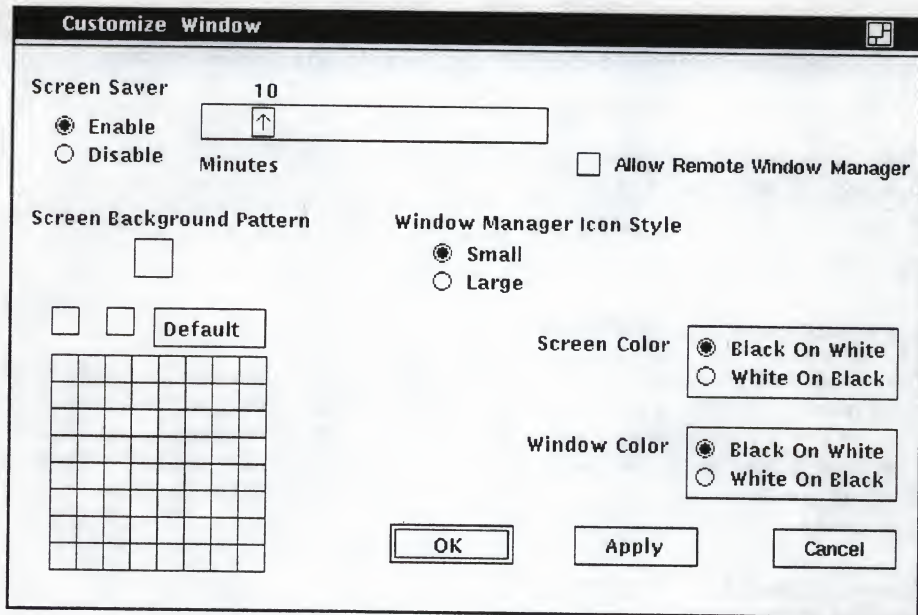 Customize Window
Screen Saver
10
Enable
Disable
Minutes
Allow Remote Window Manager
Screen Background Pattern
Window Manager Icon Style
Small
Large
Default
Screen Color
Black On White
White On Black
Window Color
Black On White
White On Black
OK
Apply
Cancel